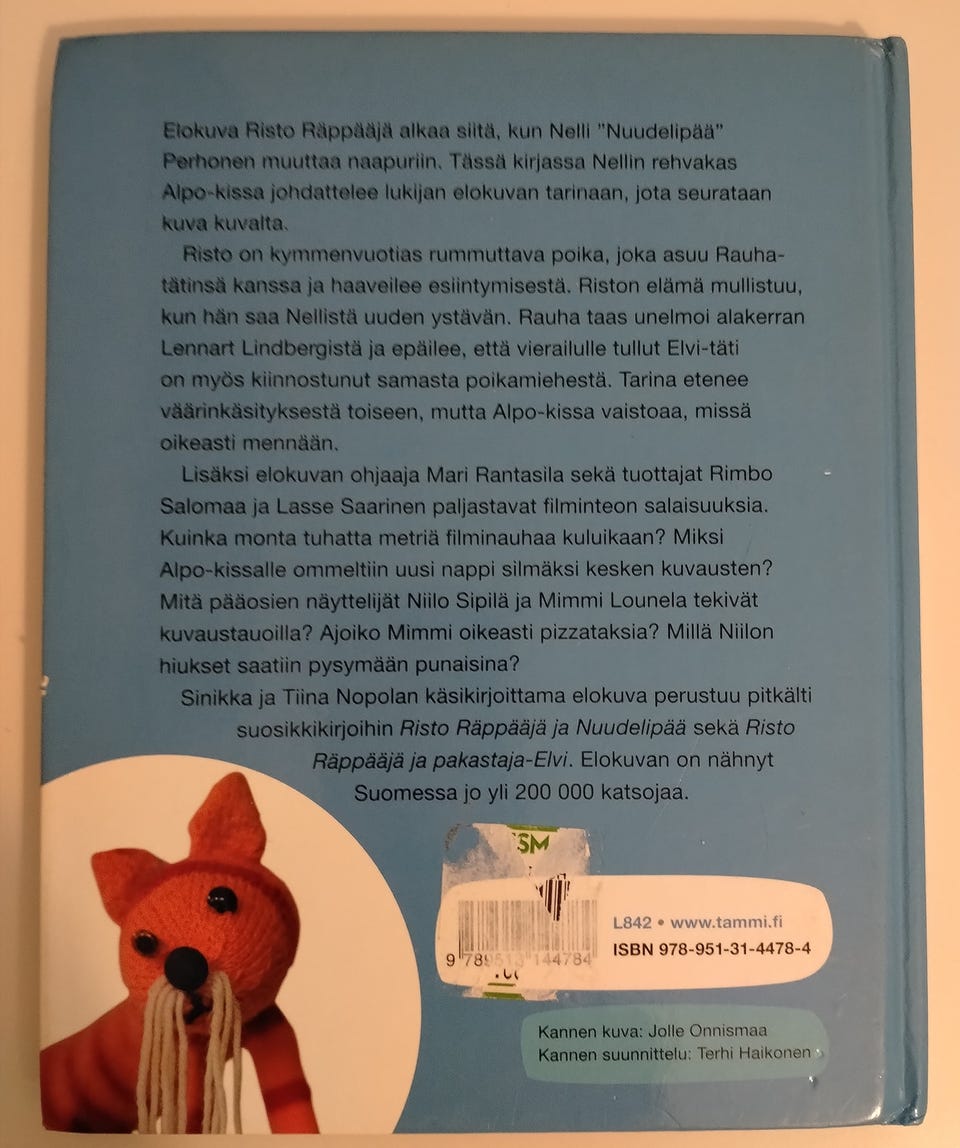 Elokuva Risto Räppääjä alkaa siitä, kun Nelli ”Nuudelipää”
Perhonen muuttaa naapuriin. Tässä kirjassa Nellin rehvakas
Alpo-kissa johdattelee lukijan elokuvan tarinaan, jota seurataan
kuva kuvalta.
Risto on kymmenvuotias rummuttava poika, joka asuu Rauha-
tätinsä kanssa ja haaveilee esiintymisestä. Riston elämä mullistuu,
kun hän saa Nellistä uuden ystävän. Rauha taas unelmoi alakerran
Lennart Lindbergistä ja epäilee, että vierailulle tullut Elvi-täti
on myös kiinnostunut samasta poikamiehestä. Tarina etenee
väärinkäsityksestä toiseen, mutta Alpo-kissa vaistoaa, missä
oikeasti mennään.
Lisäksi elokuvan ohjaaja Mari Rantasila sekä tuottajat Rimbo
Salomaa ja Lasse Saarinen paljastavat filminteon salaisuuksia.
Kuinka monta tuhatta metriä filminauhaa kuluikaan? Miksi
Alpo-kissalle ommeltiin uusi nappi silmäksi kesken kuvausten?
Mitä pääosien näyttelijät Niilo Sipilä ja Mimmi Lounela tekivät
kuvaustauoilla? Ajoiko Mimmi oikeasti pizzataksia? Millä Niilon
hiukset saatiin pysymään punaisina?
Sinikka ja Tiina Nopolan käsikirjoittama elokuva perustuu pitkälti
suosikkikirjoihin Risto Räppääjä ja Nuudelipää sekä Risto
Räppääjä ja pakastaja-Elvi. Elokuvan on nähnyt
Suomessa jo yli 200 000 katsojaa.
SM
L842 • www.tammi.fi
ISBN 978-951-31-4478-4
9 789513 144784
Kannen kuva: Jolle Onnismaa
Kannen suunnittelu: Terhi Haikonen